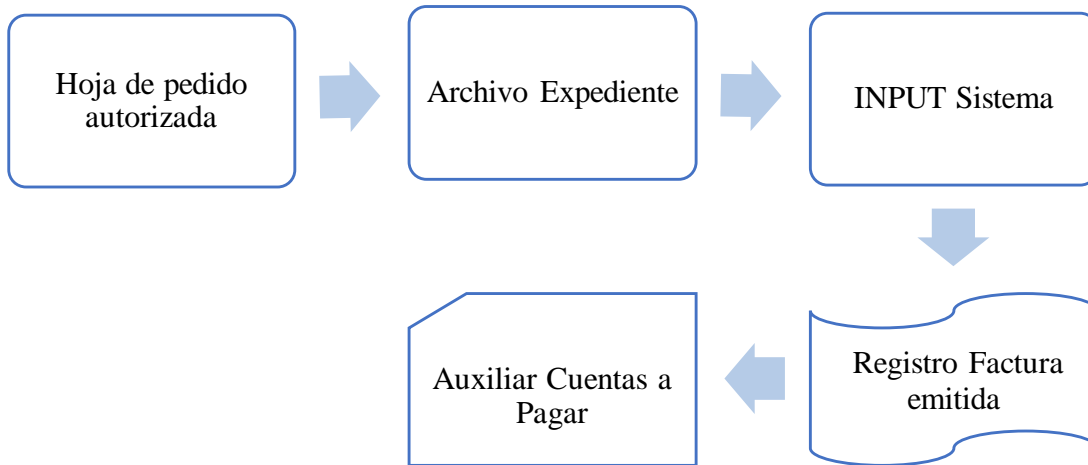 Hoja de pedido
autorizada
Archivo Expediente
INPUT Sistema
Registro Factura
emitida
Auxiliar Cuentas a
Pagar